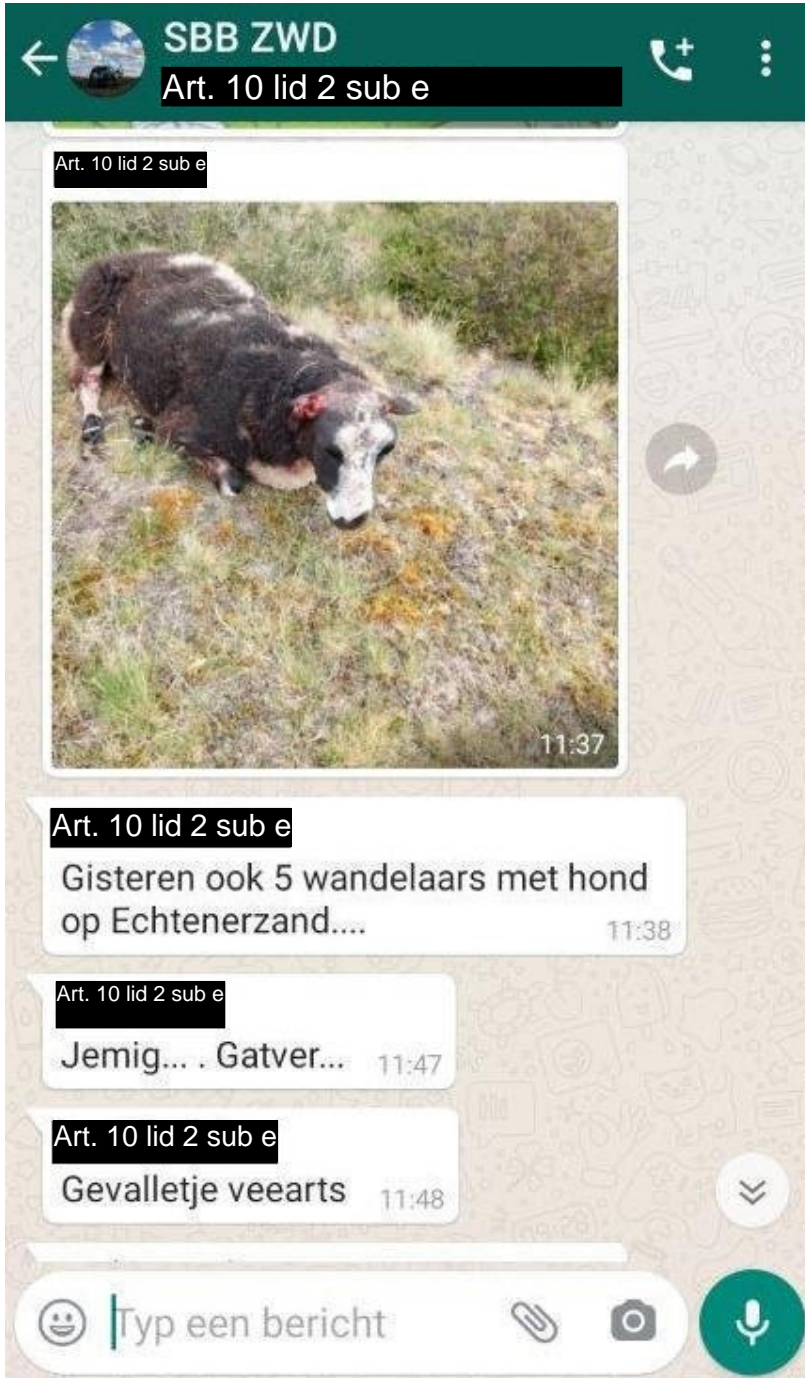 SBB ZWD
Art. 10 lid 2 sub e
Art. 10 lid 2 sub e
11:37
Art. 10 lid 2 sub e
Gisteren ook 5 wandelaars met hond
op Echtenerzand....
11:38
Art. 10 lid 2 sub e
Jemig... . Gatver...
11:47
Art. 10 lid 2 sub e
Gevalletje veearts
11:48
Typ een bericht